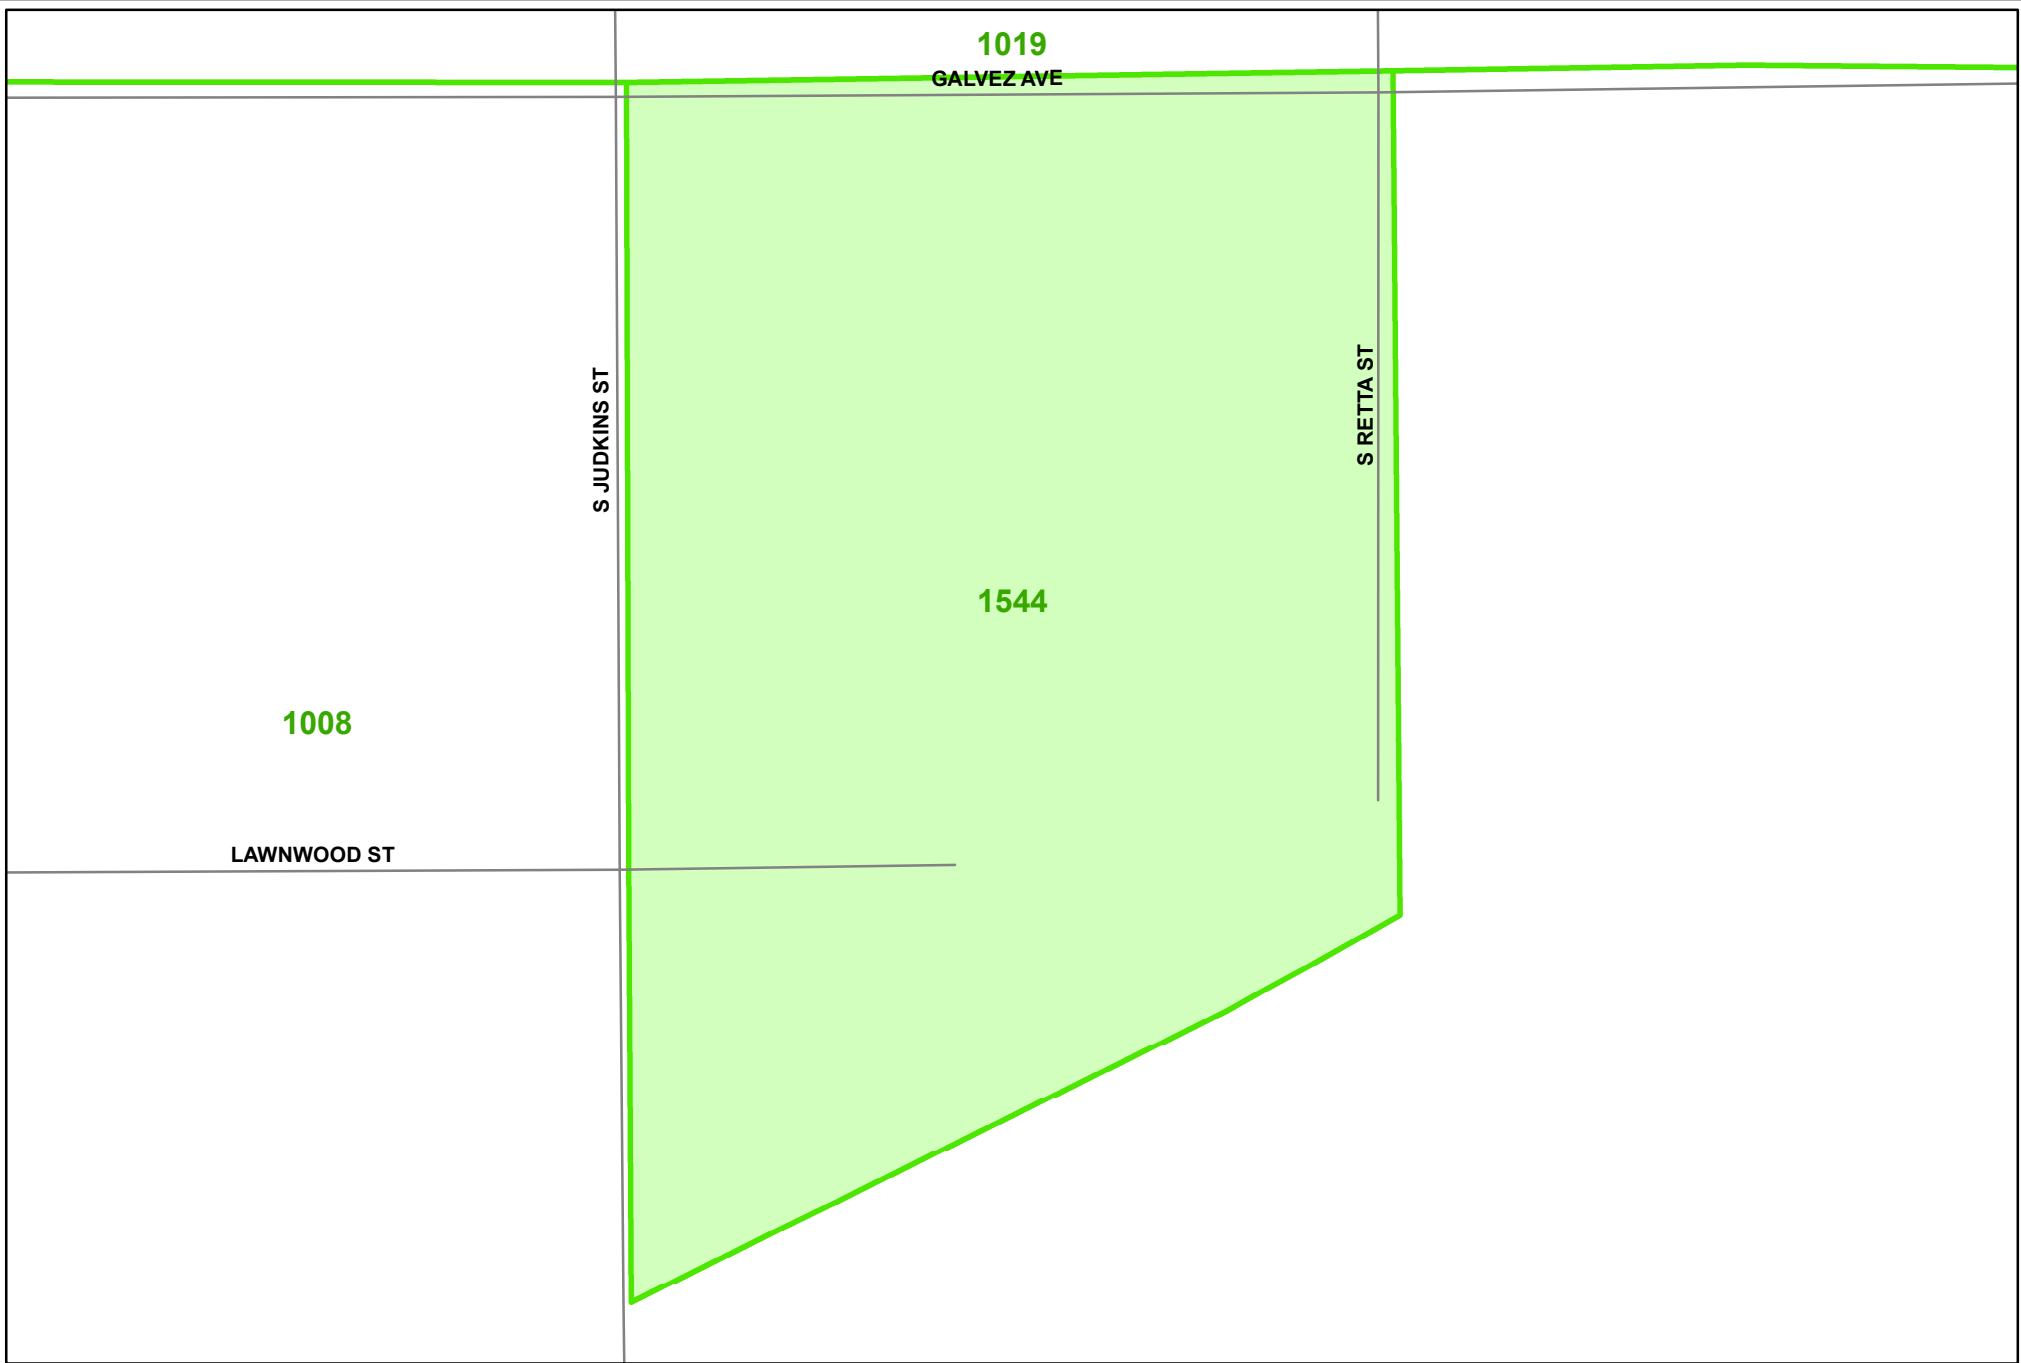 1019
GALVEZ AVE
S JUDKINS ST
S RETTA ST
1544
1008
LAWNWOOD ST